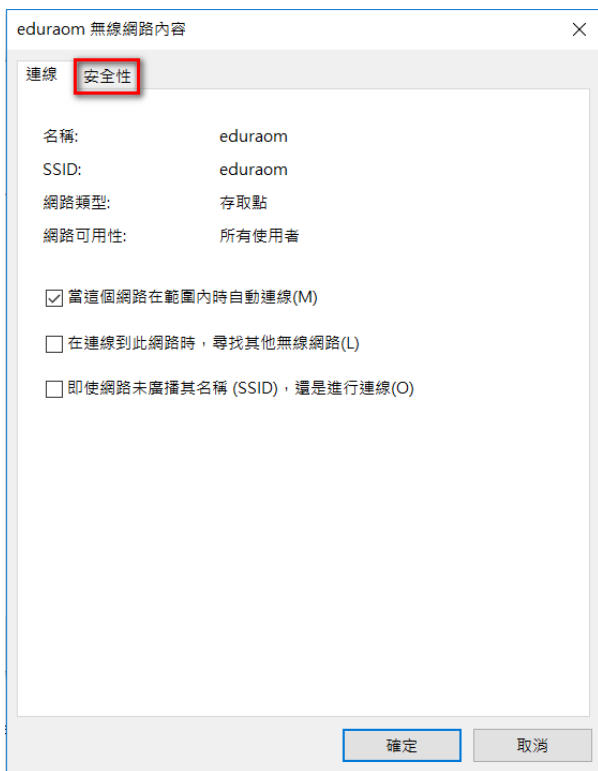 eduraom 無線網路內容
連線 安全性
名稱: eduraom
SSID: eduraom
網路類型: 存取點
網路可用性: 所有使用者
當這個網路在範圍內時自動連線(M)
在連線到此網路時，尋找其他無線網路(L)
即使網路未廣播其名稱 (SSID)，還是進行連線(O)
確定 取消